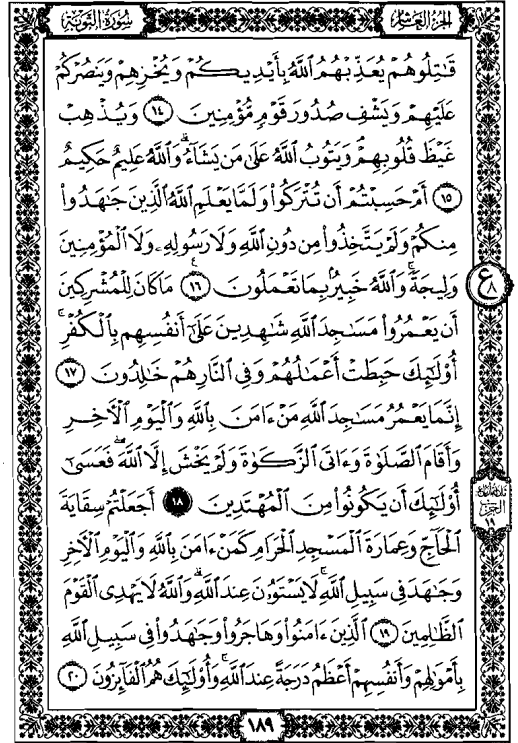 الجزء العاشر
سورة التوبة
قَٰتِلُوهُمْ يُعَذِّبْهُمُ ٱللَّهُ بِأَيْدِيكُمْ وَيُخْزِهِمْ وَيَنصُرْكُمْ
عَلَيْهِمْ وَيَشْفِ صُدُورَ قَوْمٍ مُّؤْمِنِينَ ١٤ وَيُذْهِبْ
غَيْظَ قُلُوبِهِمْ وَيَتُوبُ ٱللَّهُ عَلَىٰ مَن يَشَآءُ وَٱللَّهُ عَلِيمٌ حَكِيمٌ
١٥ أَمْ حَسِبْتُمْ أَن تُتْرَكُوا۟ وَلَمَّا يَعْلَمِ ٱللَّهُ ٱلَّذِينَ جَٰهَدُوا۟
مِنكُمْ وَلَمْ يَتَّخِذُوا۟ مِن دُونِ ٱللَّهِ وَلَا رَسُولِهِۦ وَلَا ٱلْمُؤْمِنِينَ
وَلِيجَةً وَٱللَّهُ خَبِيرٌۢ بِمَا تَعْمَلُونَ ١٦ مَا كَانَ لِلْمُشْرِكِينَ
أَن يَعْمُرُوا۟ مَسَٰجِدَ ٱللَّهِ شَٰهِدِينَ عَلَىٰٓ أَنفُسِهِم بِٱلْكُفْرِ
أُو۟لَٰٓئِكَ حَبِطَتْ أَعْمَٰلُهُمْ وَفِى ٱلنَّارِ هُمْ خَٰلِدُونَ ١٧
إِنَّمَا يَعْمُرُ مَسَٰجِدَ ٱللَّهِ مَنْ ءَامَنَ بِٱللَّهِ وَٱلْيَوْمِ ٱلْءَاخِرِ
وَأَقَامَ ٱلصَّلَوٰةَ وَءَاتَى ٱلزَّكَوٰةَ وَلَمْ يَخْشَ إِلَّا ٱللَّهَ فَعَسَىٰٓ
أُو۟لَٰٓئِكَ أَن يَكُونُوا۟ مِنَ ٱلْمُهْتَدِينَ ١٨ أَجَعَلْتُمْ سِقَايَةَ
ٱلْحَآجِّ وَعِمَارَةَ ٱلْمَسْجِدِ ٱلْحَرَامِ كَمَنْ ءَامَنَ بِٱللَّهِ وَٱلْيَوْمِ ٱلْءَاخِرِ
وَجَٰهَدَ فِى سَبِيلِ ٱللَّهِ لَا يَسْتَوُۥنَ عِندَ ٱللَّهِ وَٱللَّهُ لَا يَهْدِى ٱلْقَوْمَ
ٱلظَّٰلِمِينَ ١٩ ٱلَّذِينَ ءَامَنُوا۟ وَهَاجَرُوا۟ وَجَٰهَدُوا۟ فِى سَبِيلِ ٱللَّهِ
بِأَمْوَٰلِهِمْ وَأَنفُسِهِمْ أَعْظَمُ دَرَجَةً عِندَ ٱللَّهِ وَأُو۟لَٰٓئِكَ هُمُ ٱلْفَآئِزُونَ ٢٠
ع ٨
الحزب
١٩
١٨٩